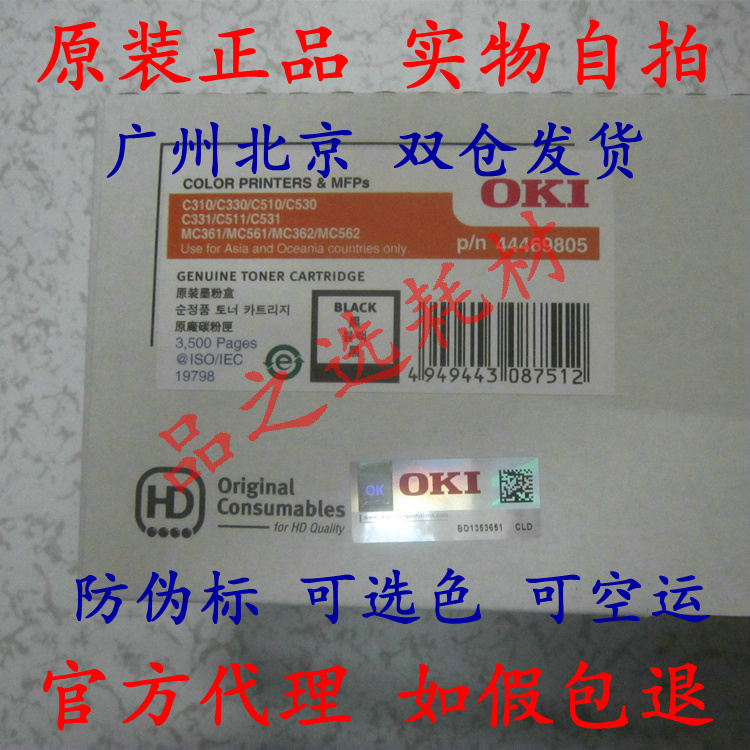 原装正品 实物自拍
广州北京 双仓发货
COLOR PRINTERS & MFPs
OKI
C310/C330/C510/C530
C331/C511/C531
MC361/MC561/MC362/MC562
Use for Asia and Oceania countries only.
p/n 44469805
GENUINE TONER CARTRIDGE
原装墨粉盒
순정품 토너 카트리지
原廠碳粉匣
3,500 Pages
@ISO/IEC
19798
BLACK
黑
4 949443 087512
品之选耗材
HD
Original
Consumables
for HD Quality
OK
OKI
BD1353651 CLD
防伪标 可选色 可空运
官方代理 如假包退